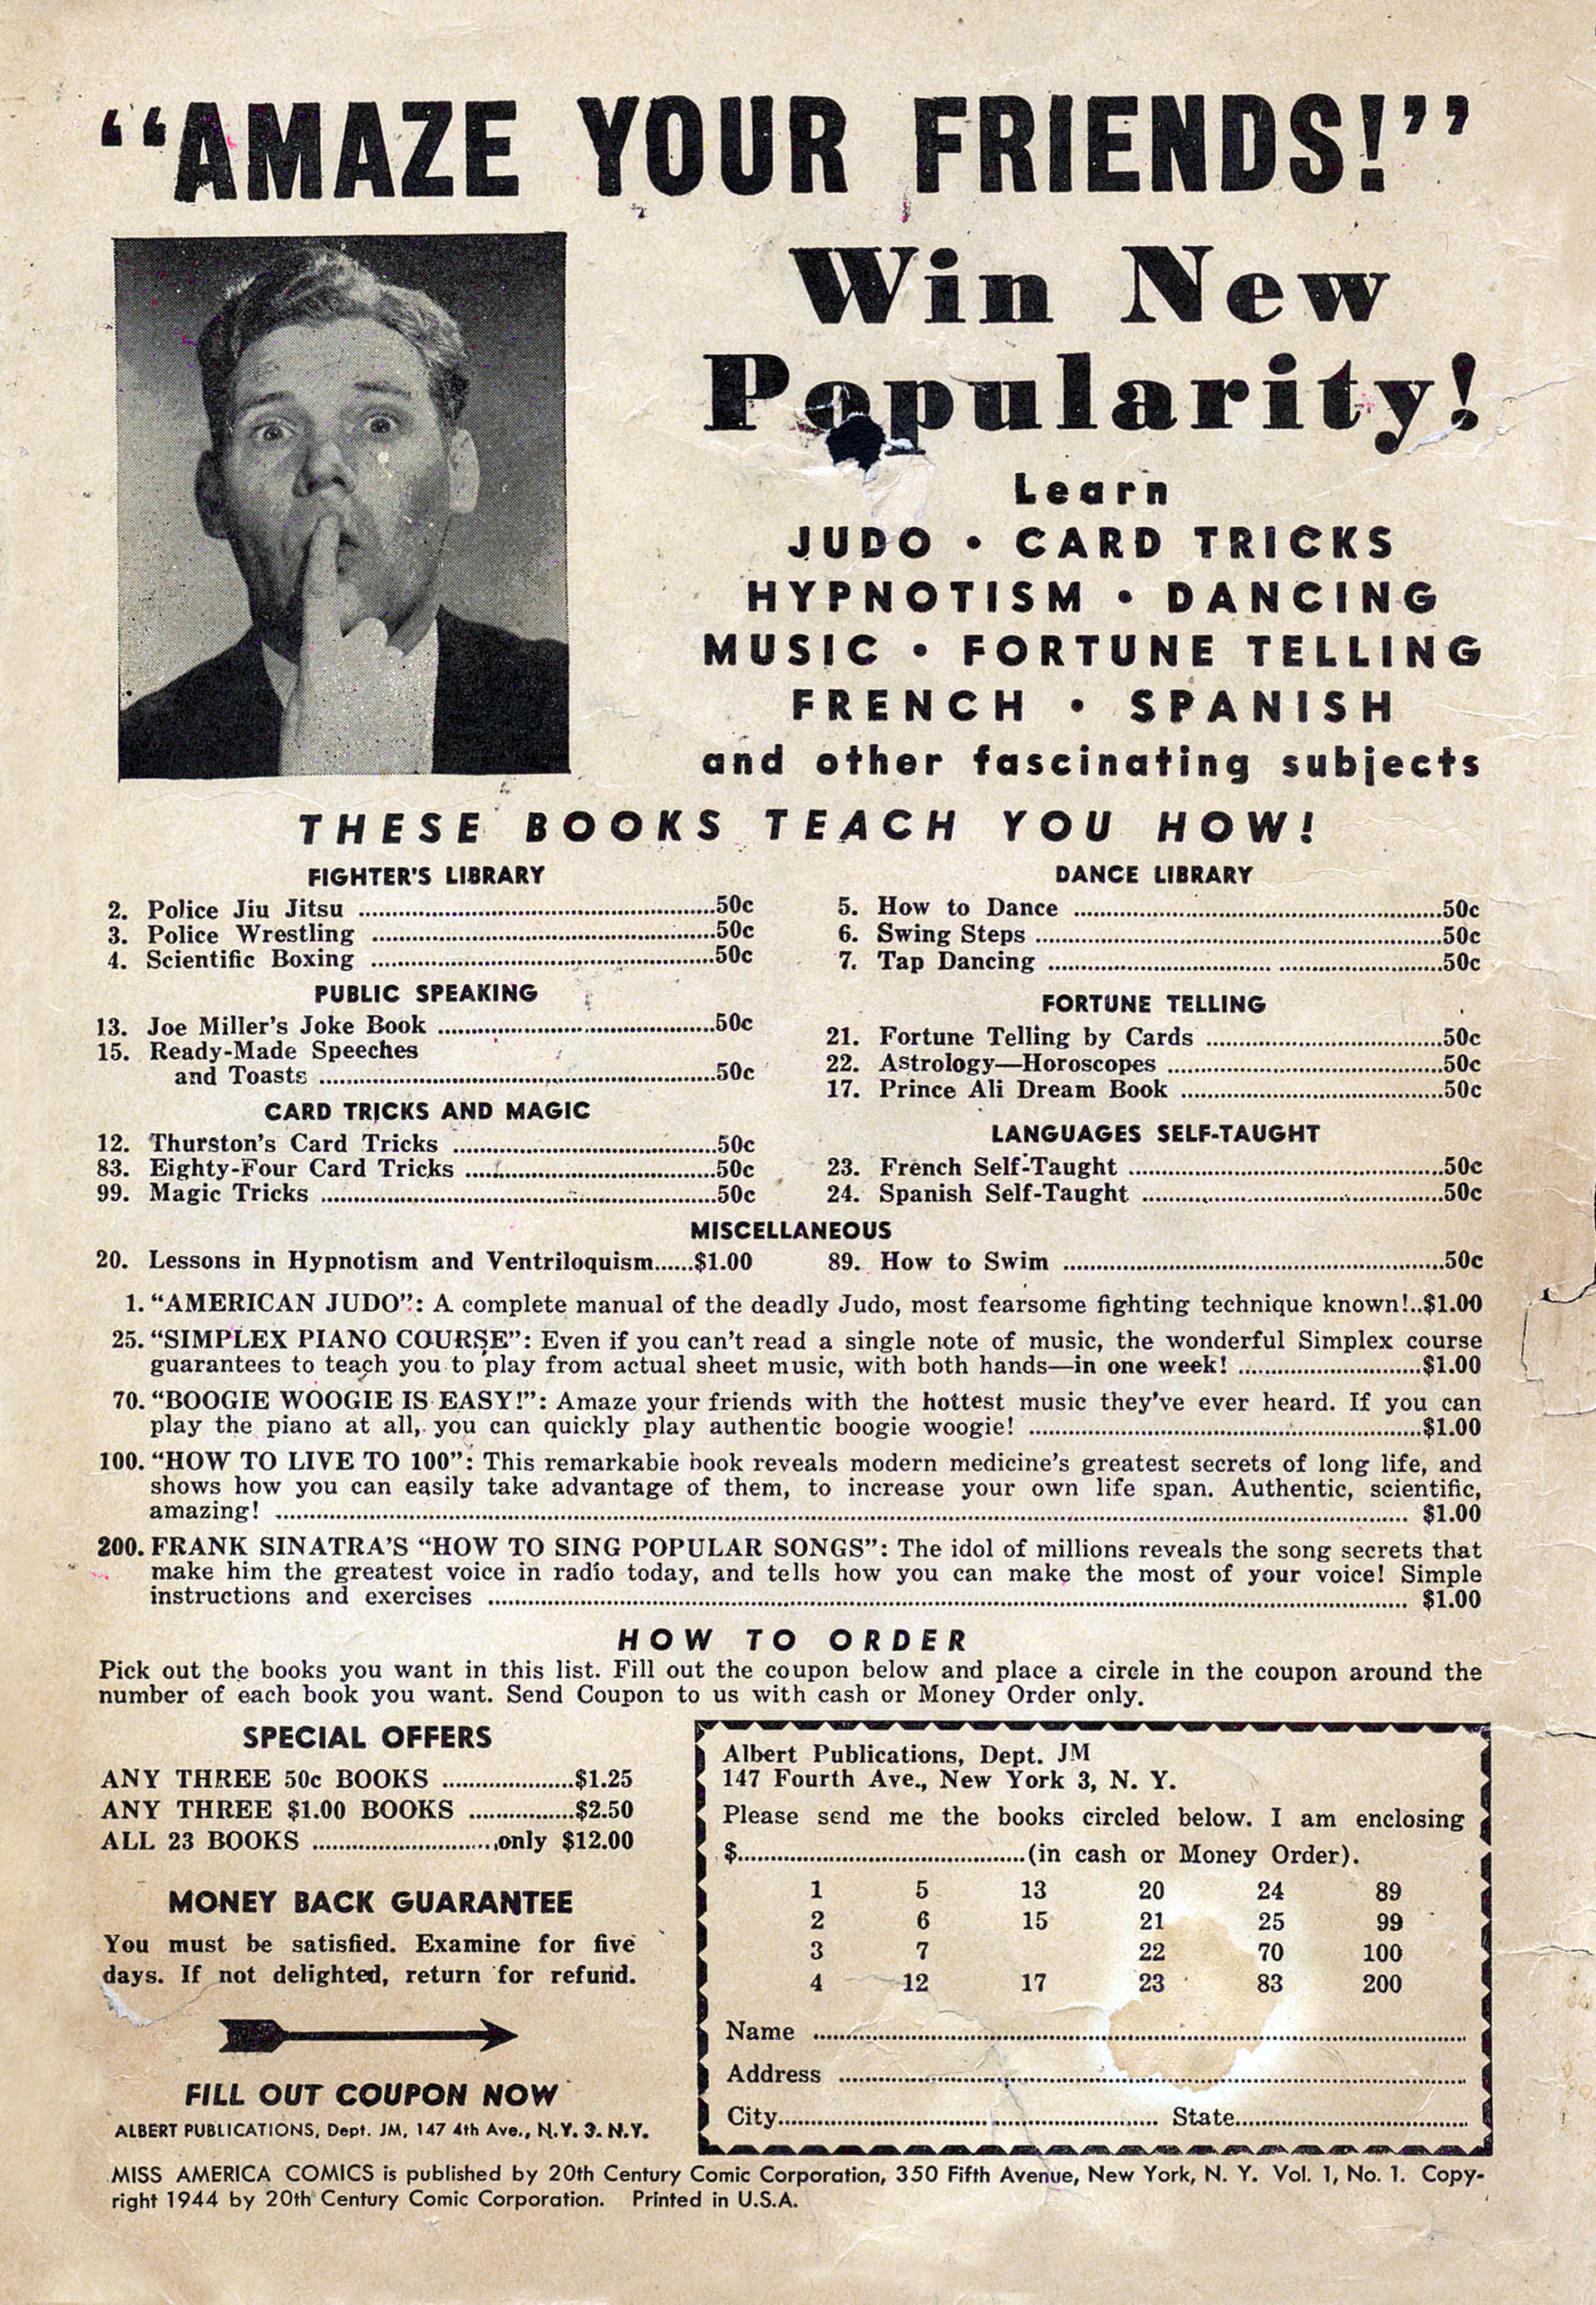 “AMAZE YOUR FRIENDS!”
Win New
Popularity!
Learn
JUDO • CARD TRICKS
HYPNOTISM • DANCING
MUSIC • FORTUNE TELLING
FRENCH • SPANISH
and other fascinating subjects
THESE BOOKS TEACH YOU HOW!
FIGHTER'S LIBRARY
2. Police Jiu Jitsu ........50c
3. Police Wrestling ........50c
4. Scientific Boxing ........50c
PUBLIC SPEAKING
13. Joe Miller's Joke Book ........50c
15. Ready-Made Speeches
and Toasts ........50c
CARD TRICKS AND MAGIC
12. Thurston's Card Tricks ........50c
83. Eighty-Four Card Tricks ........50c
99. Magic Tricks ........50c
DANCE LIBRARY
5. How to Dance ........50c
6. Swing Steps ........50c
7. Tap Dancing ........50c
FORTUNE TELLING
21. Fortune Telling by Cards ........50c
22. Astrology—Horoscopes ........50c
17. Prince Ali Dream Book ........50c
LANGUAGES SELF-TAUGHT
23. French Self-Taught ........50c
24. Spanish Self-Taught ........50c
MISCELLANEOUS
20. Lessons in Hypnotism and Ventriloquism......$1.00
89. How to Swim ........50c
1. “AMERICAN JUDO”: A complete manual of the deadly Judo, most fearsome fighting technique known!..$1.00
25. “SIMPLEX PIANO COURSE”: Even if you can't read a single note of music, the wonderful Simplex course
guarantees to teach you to play from actual sheet music, with both hands—in one week! ........$1.00
70. “BOOGIE WOOGIE IS EASY!”: Amaze your friends with the hottest music they've ever heard. If you can
play the piano at all, you can quickly play authentic boogie woogie! ........$1.00
100. “HOW TO LIVE TO 100”: This remarkable book reveals modern medicine's greatest secrets of long life, and
shows how you can easily take advantage of them, to increase your own life span. Authentic, scientific,
amazing! ........ $1.00
200. FRANK SINATRA'S “HOW TO SING POPULAR SONGS”: The idol of millions reveals the song secrets that
make him the greatest voice in radio today, and tells how you can make the most of your voice! Simple
instructions and exercises ........ $1.00
HOW TO ORDER
Pick out the books you want in this list. Fill out the coupon below and place a circle in the coupon around the
number of each book you want. Send Coupon to us with cash or Money Order only.
SPECIAL OFFERS
ANY THREE 50c BOOKS ........$1.25
ANY THREE $1.00 BOOKS ........$2.50
ALL 23 BOOKS ........only $12.00
MONEY BACK GUARANTEE
You must be satisfied. Examine for five
days. If not delighted, return for refund.
FILL OUT COUPON NOW
ALBERT PUBLICATIONS, Dept. JM, 147 4th Ave., N.Y. 3. N.Y.
Albert Publications, Dept. JM
147 Fourth Ave., New York 3, N. Y.
Please send me the books circled below. I am enclosing
$........(in cash or Money Order).
1 5 13 20 24 89
2 6 15 21 25 99
3 7 22 70 100
4 12 17 23 83 200
Name ........
Address ........
City........ State........
MISS AMERICA COMICS is published by 20th Century Comic Corporation, 350 Fifth Avenue, New York, N. Y. Vol. 1, No. 1. Copy-
right 1944 by 20th Century Comic Corporation. Printed in U.S.A.